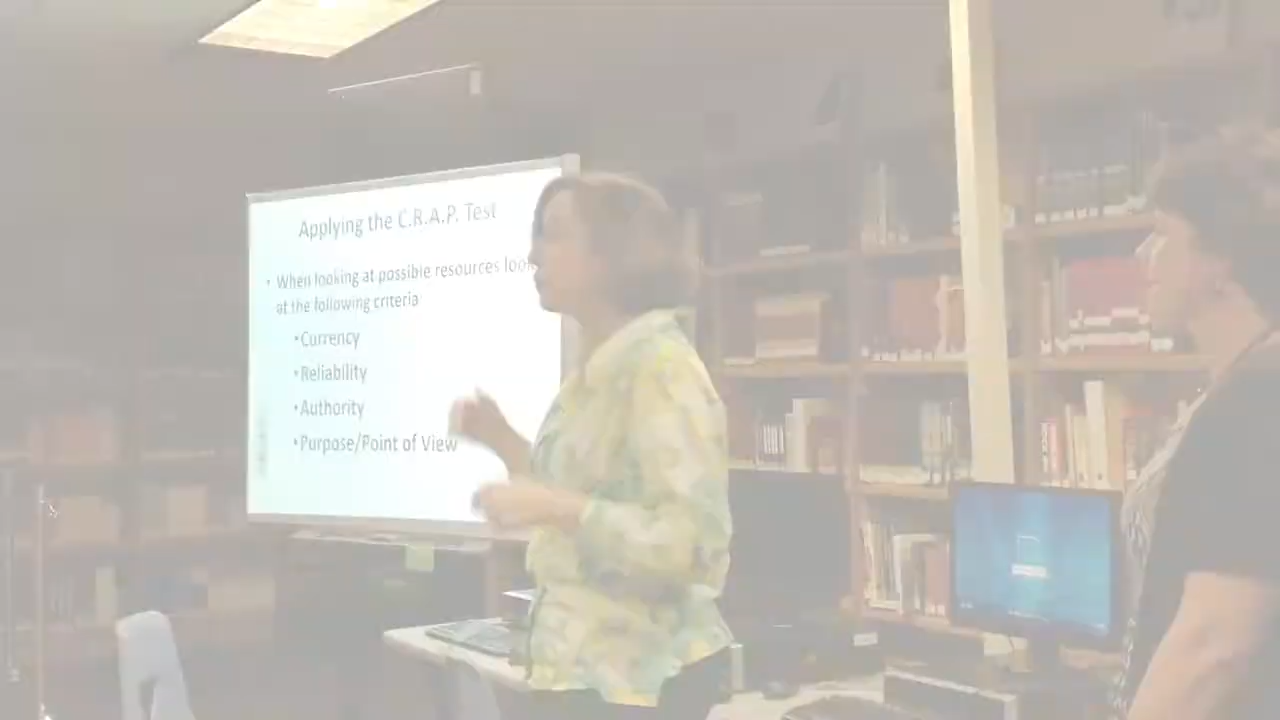 Applying the C.R.A.P. Test
• When looking at possible resources look
at the following criteria
• Currency
• Reliability
• Authority
• Purpose/Point of View